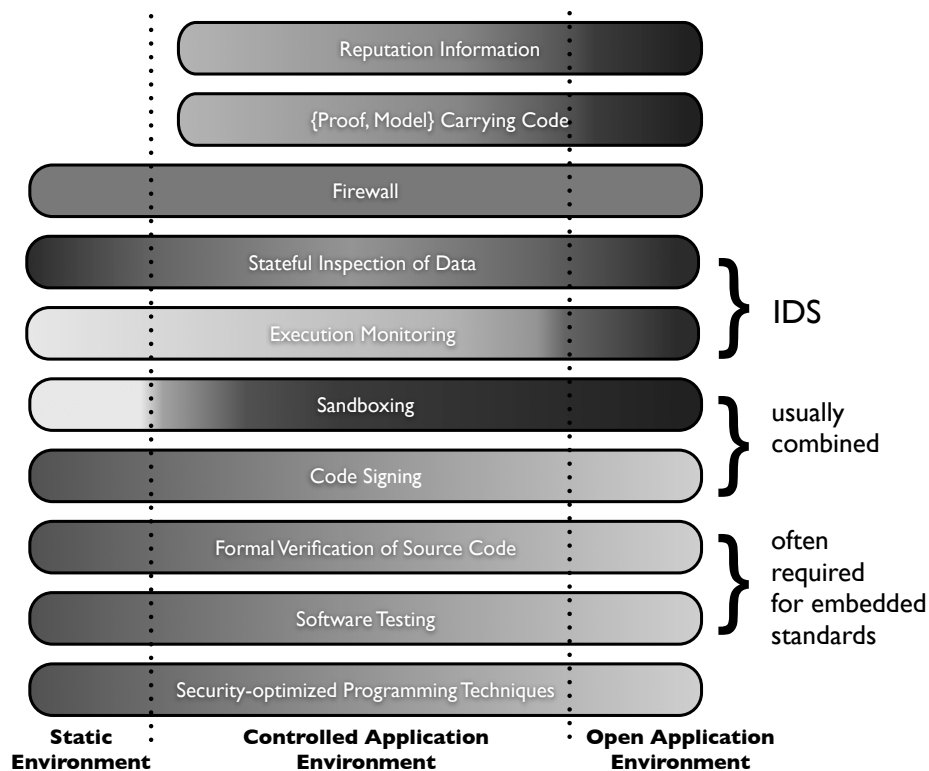 Reputation Information
{Proof, Model} Carrying Code
Firewall
Stateful Inspection of Data
Execution Monitoring
} IDS
Sandboxing
Code Signing
} usually
combined
Formal Verification of Source Code
Software Testing
} often
required
for embedded
standards
Security-optimized Programming Techniques
Static
Environment
Controlled Application
Environment
Open Application
Environment